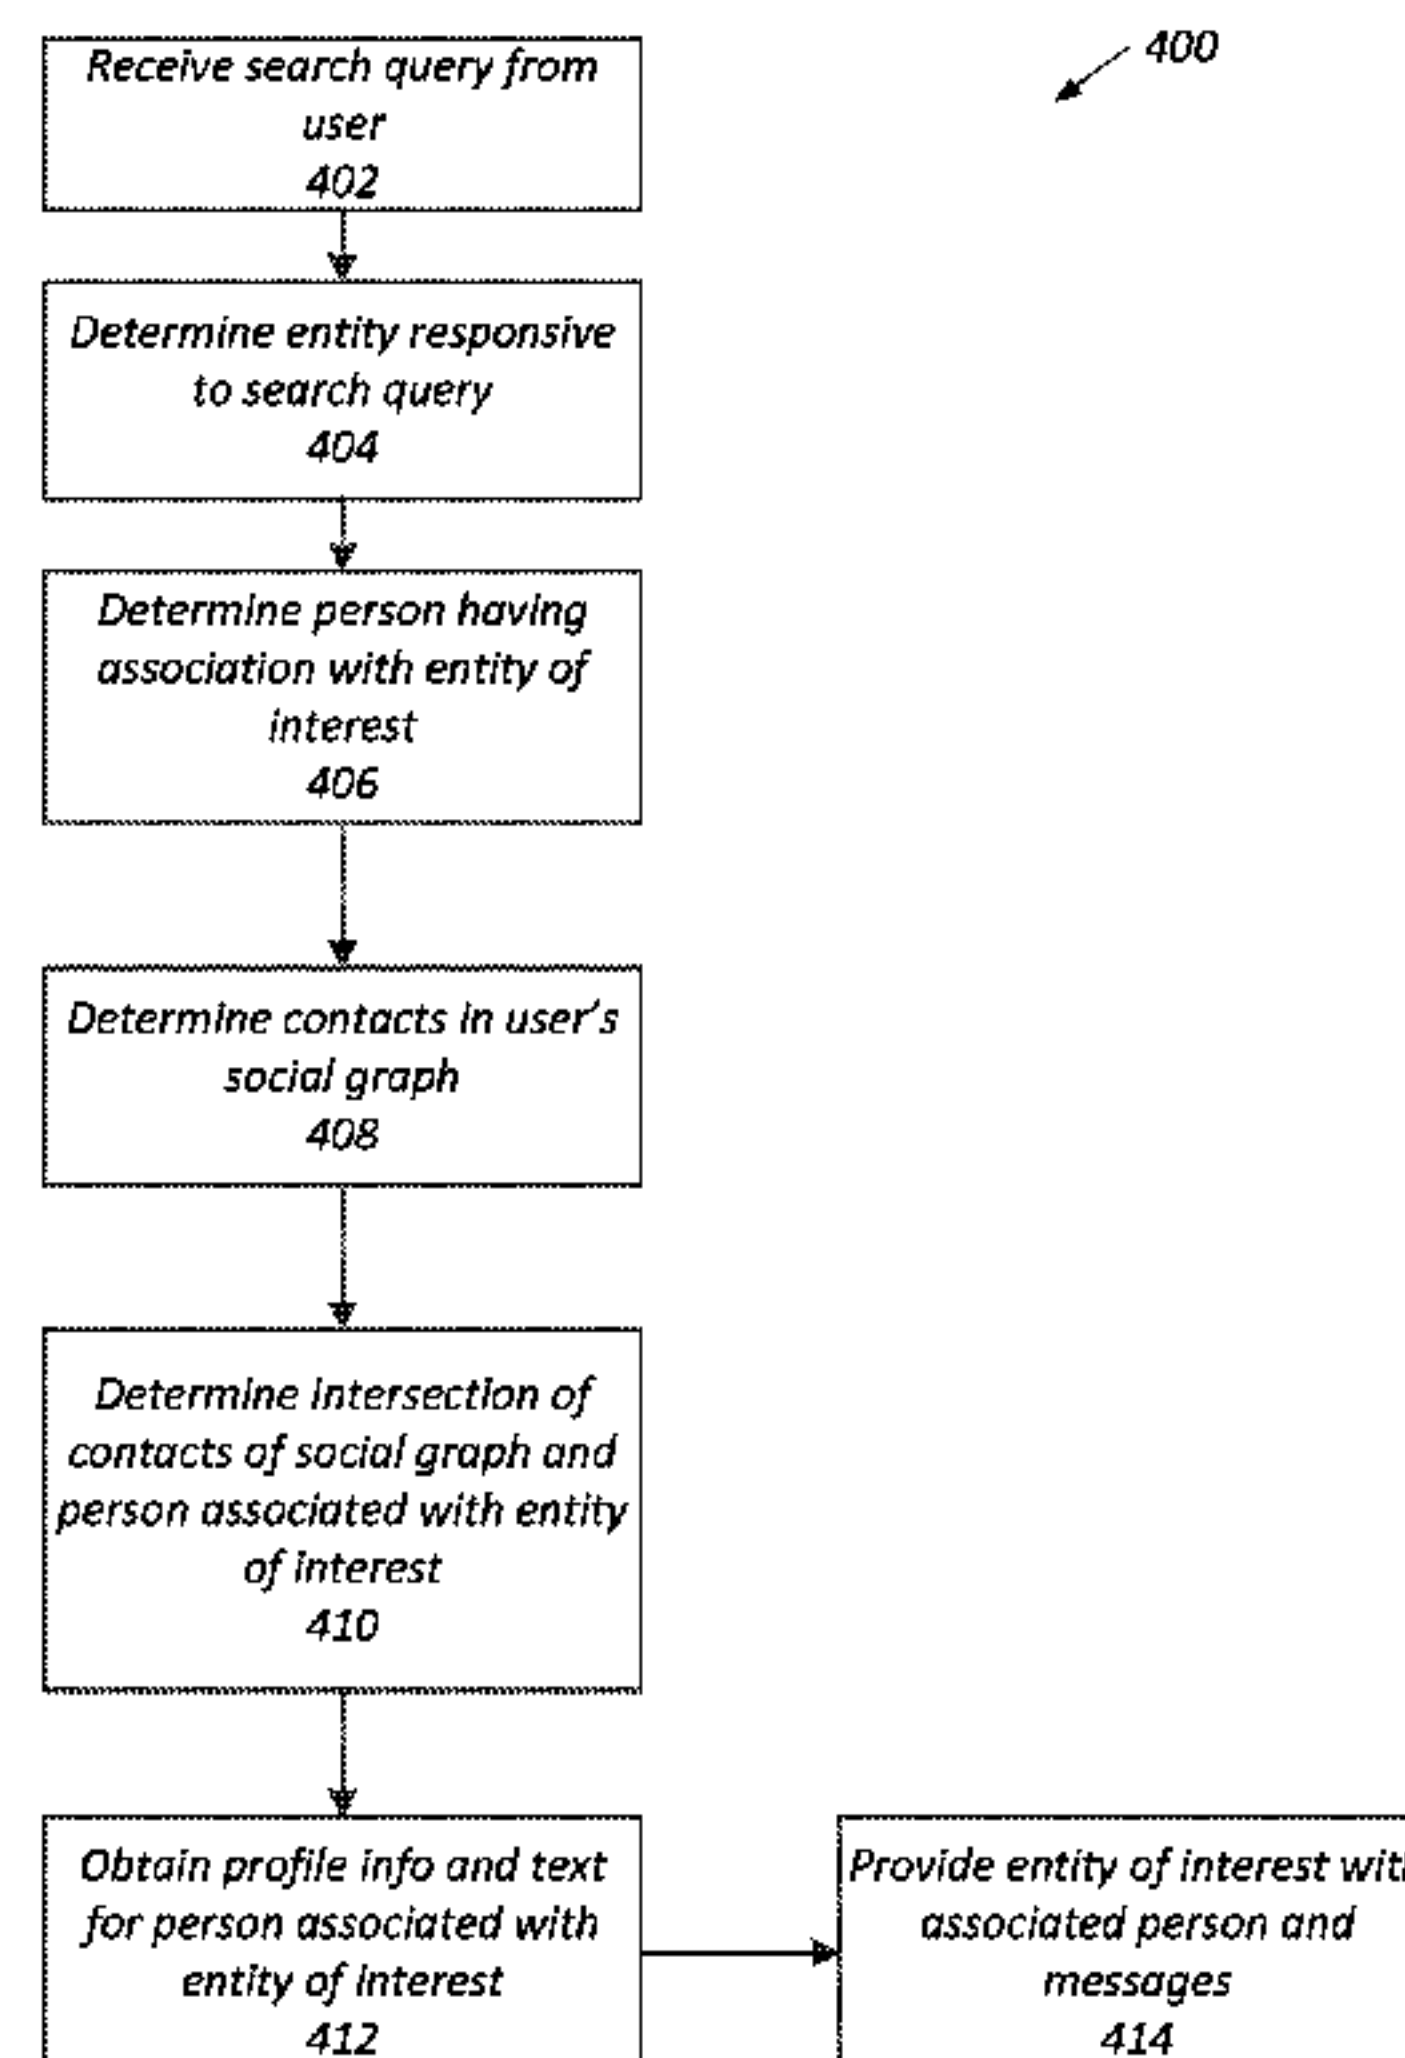 400
Receive search query from
user
402
Determine entity responsive
to search query
404
Determine person having
association with entity of
interest
406
Determine contacts in user's
social graph
408
Determine intersection of
contacts of social graph and
person associated with entity
of interest
410
Obtain profile info and text
for person associated with
entity of interest
412
Provide entity of interest with
associated person and
messages
414